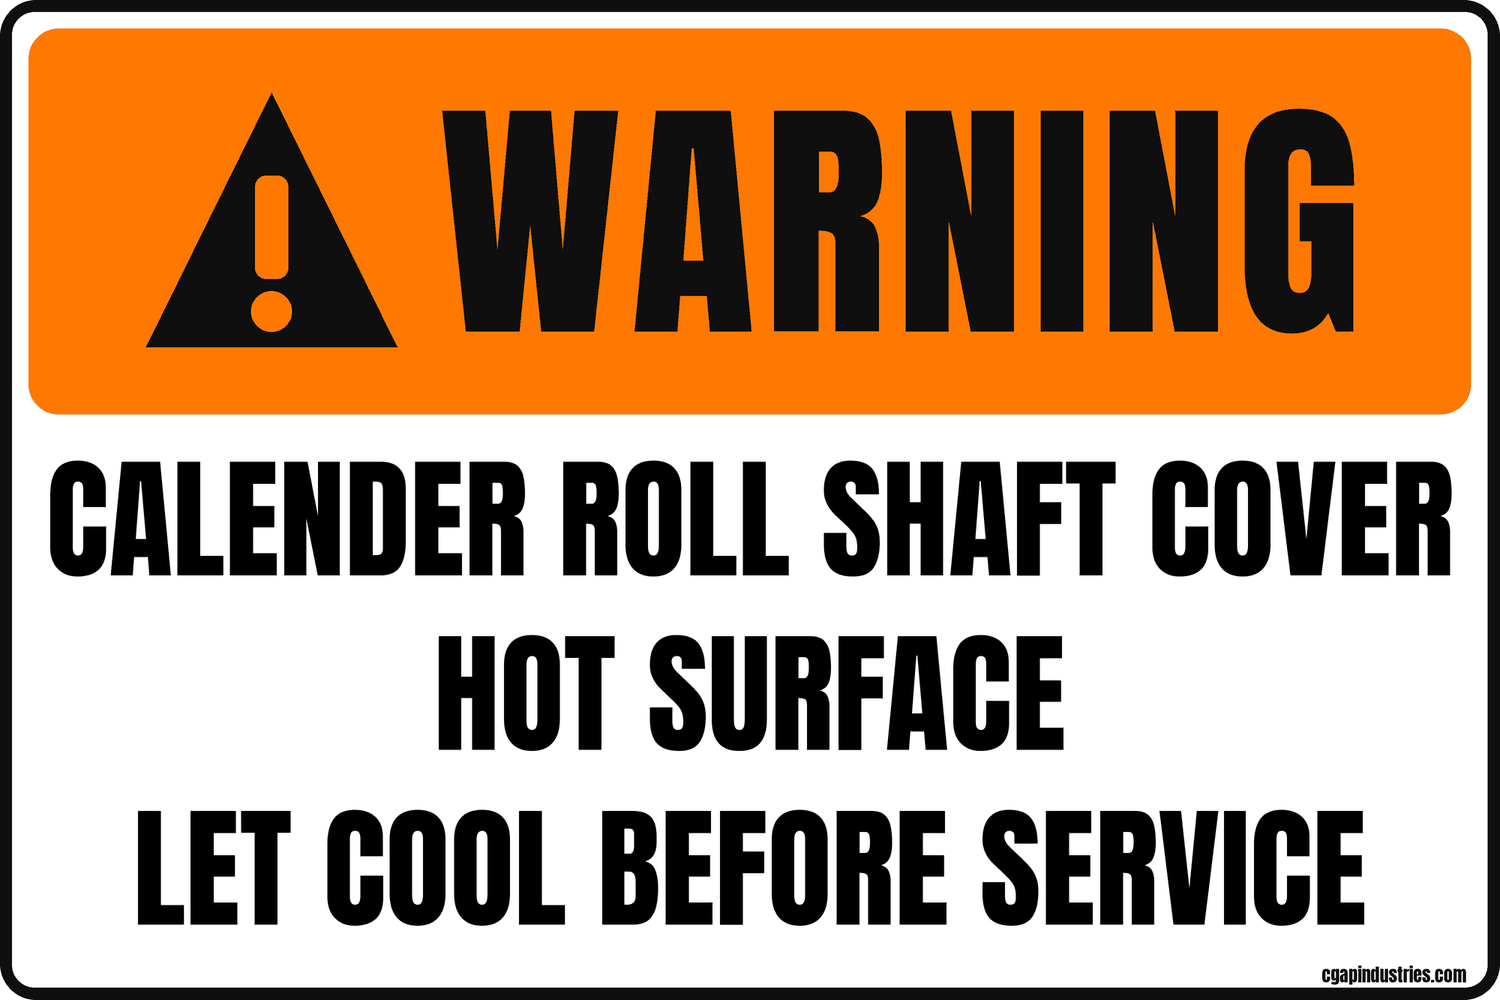 WARNING
CALENDER ROLL SHAFT COVER
HOT SURFACE
LET COOL BEFORE SERVICE
cgapindustries.com